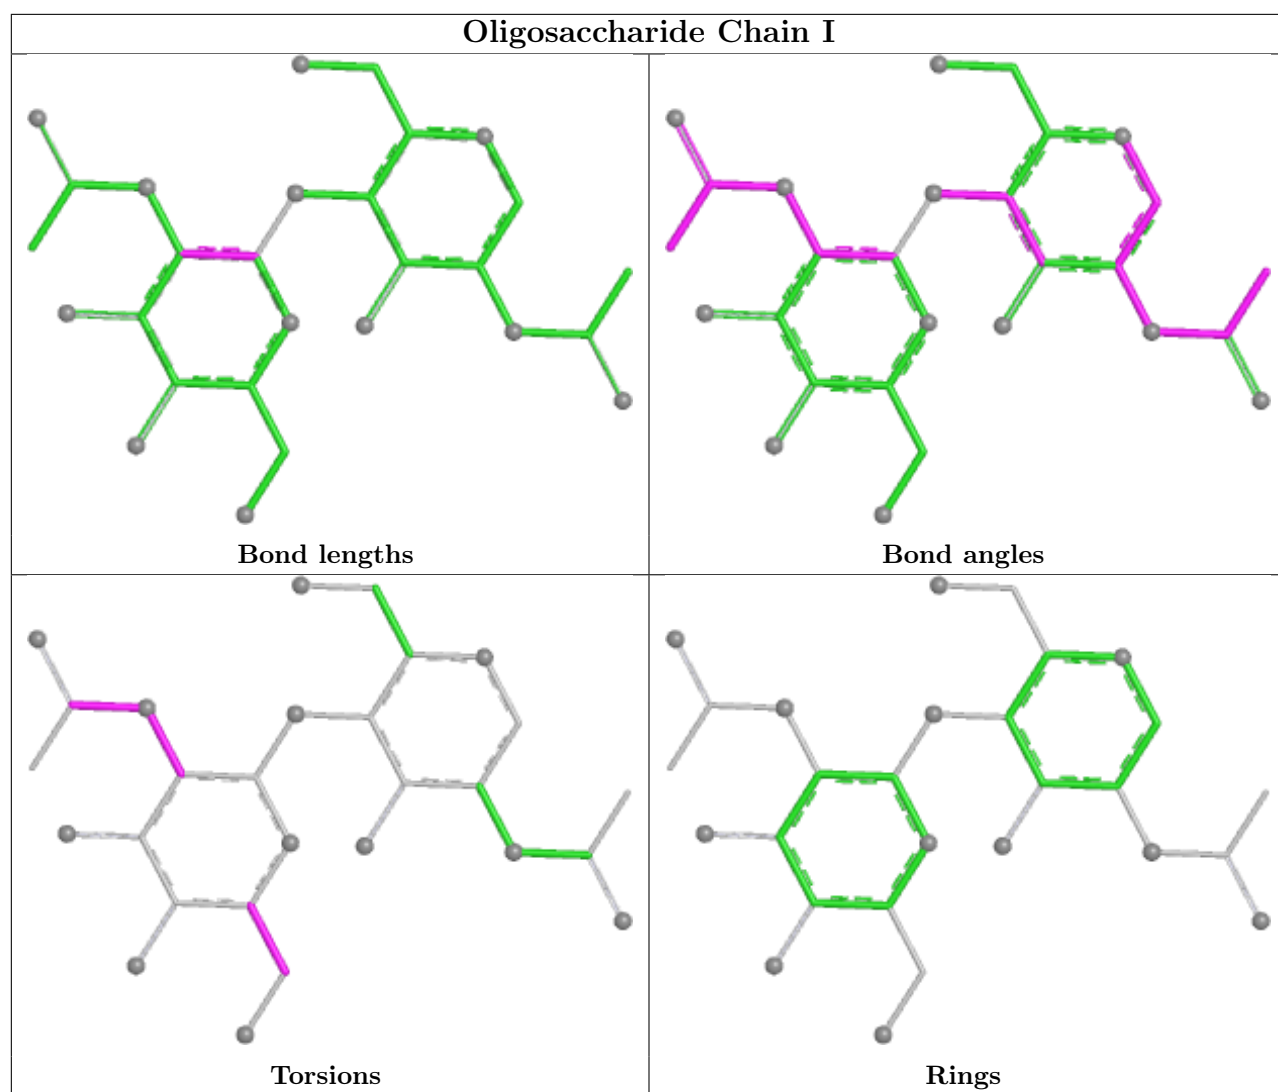 Oligosaccharide Chain I
Bond lengths
Bond angles
Torsions
Rings